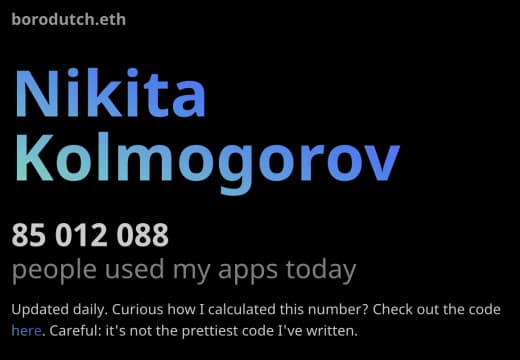 borodutch.eth
Nikita
Kolmogorov
85 012 088
people used my apps today
Updated daily. Curious how I calculated this number? Check out the code
here. Careful: it's not the prettiest code I've written.